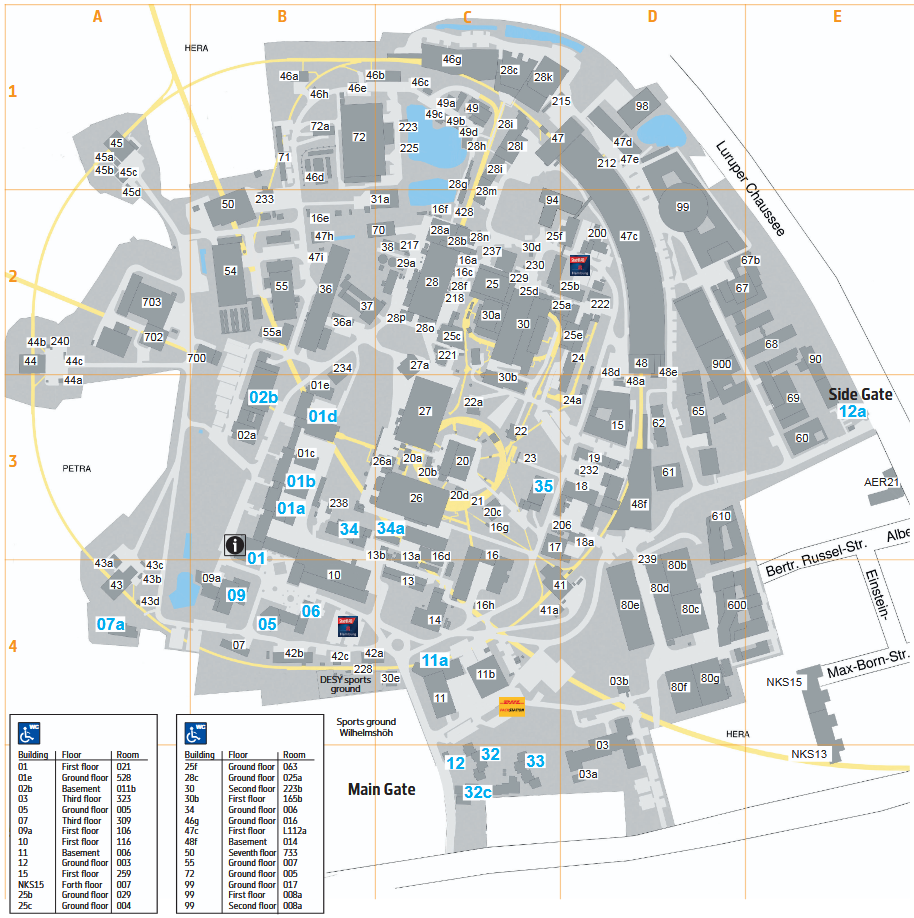 A B C D E
HERA
46g
46a 46b 28c 28k
46c
46e
46h
1
49a 49 215 98
49c
49b
72a 223 28i
49d
72 47
45 225 28h 28l 47d
45a 71 212 47e
45b 45c 46d 28i
Luruper Chaussee
45d 28g 28m
50 233 31a 94
16f 428 99
16e
28a 200
47h 70 28n 25f 47c
38 217 28b
237 30d
47i 29a 16a 67b
54 16c 230
2
28 229
55 36 28f 25 25b 67
25d
703 218 25a 222
37
28p 30a 30
36a 28o
55a 25c 25e
702
44b 240 68
221
700 24 90
44 44c 27a 48 900
234 48d 48e
44a 30b 48a
01e
02b 24a Side Gate
22a 69
01d 27 65 12a
15 62
22
02a 60
01c 20a 23 19
3
26a 20 232
PETRA 20b 61
01b 18 AER21
35
20d
26 21
01a 238 48f
20c
34 34a 16g 206 610
18a
i 17 Bertr. Russel-Str. Albe
01 13b 13a 16d 16
43a 239 80b
43c
09a 10 13 41 Einstein-
43 43b
80d
09 80e 80c 600
43d 16h
06 41a
07a 05 14
4
07 Max-Born-Str.
42b 42c 42a 11a
228 11b
DESY sports 30e 03b 80g NKS15
ground 80f
11
WC WC
Sports ground
Wilhelmshöh
HERA
03
NKS13
32
12 33
03a
Main Gate
32c
Building Floor Room
01 First floor 021
01e Ground floor 528
02b Basement 011b
03 Third floor 323
05 Ground floor 005
07 Third floor 309
09a First floor 106
10 First floor 116
11 Basement 006
12 Ground floor 003
15 First floor 259
NKS15 Forth floor 007
25b Ground floor 029
25c Ground floor 004
Building Floor Room
25f Ground floor 063
28c Ground floor 025a
30 Second floor 223b
30b First floor 165b
34 Ground floor 006
46g Ground floor 016
47c First floor L112a
48f Basement 014
50 Seventh floor 733
55 Ground floor 007
72 Ground floor 005
99 Ground floor 017
99 First floor 008a
99 Second floor 008a